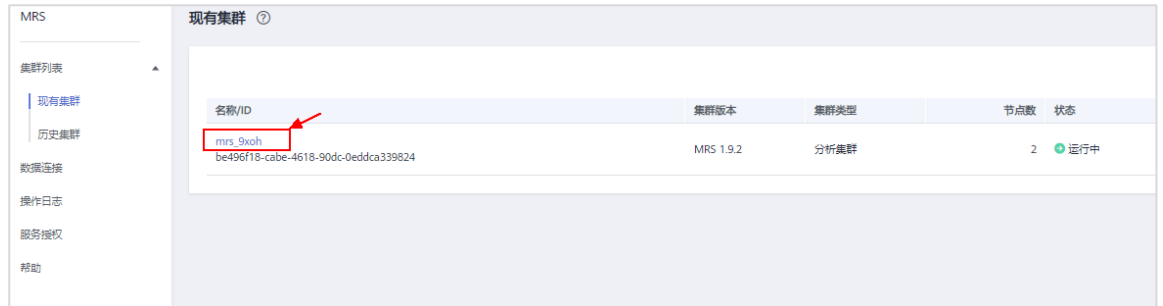 MRS
集群列表
现有集群
历史集群
数据连接
操作日志
服务授权
帮助
现有集群 ?
名称/ID 集群版本 集群类型 节点数 状态
mrs_9xoh
be496f18-cabe-4618-90dc-0eddca339824 MRS 1.9.2 分析集群 2 运行中